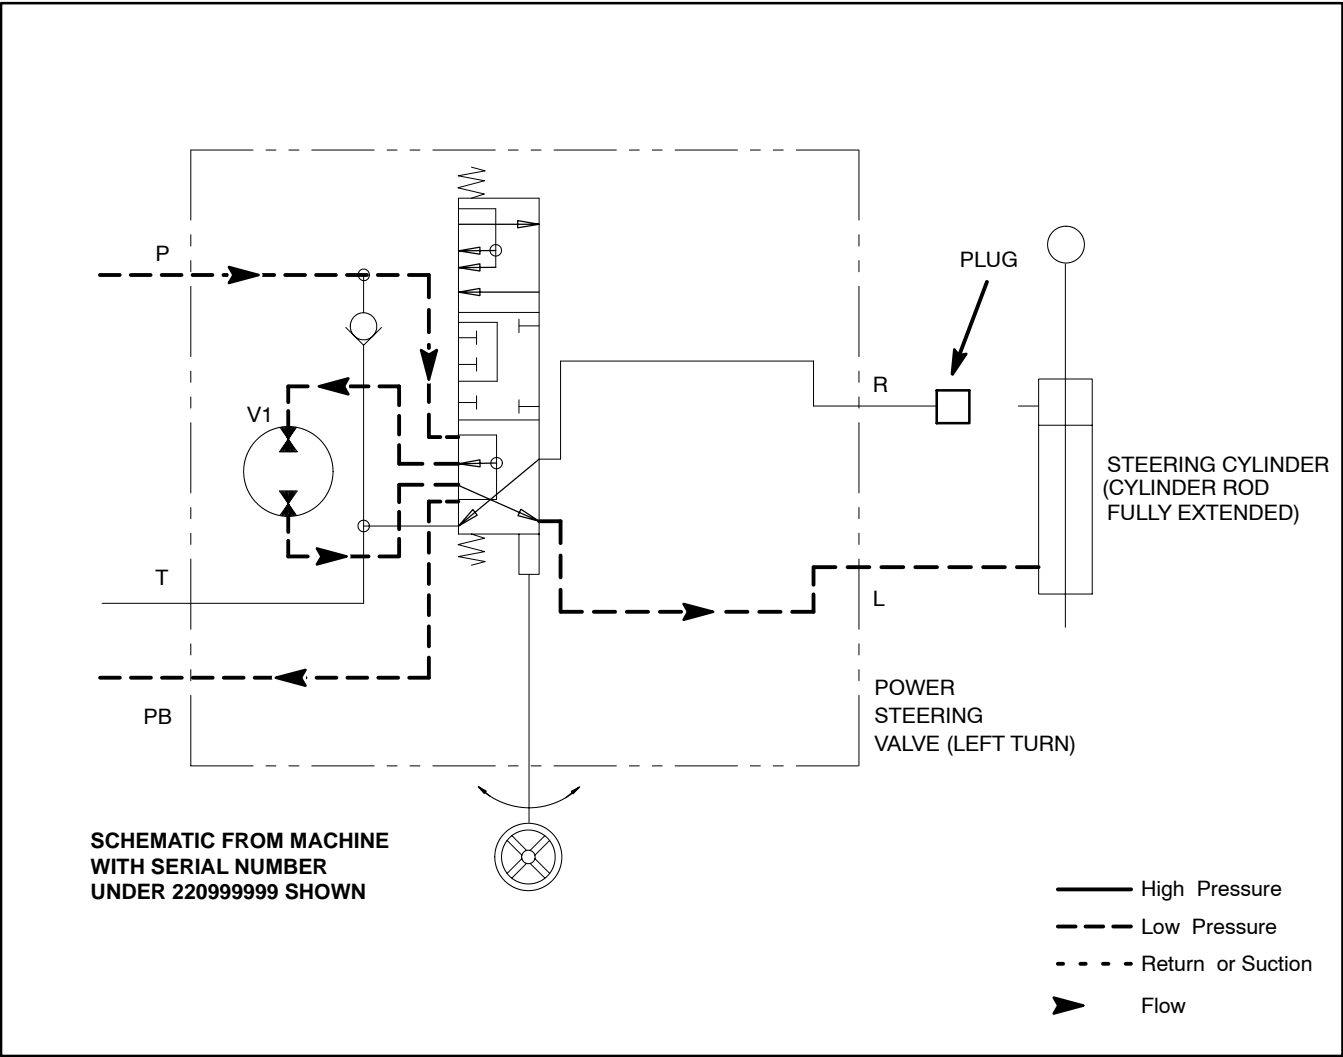 P
PLUG
R
V1
STEERING CYLINDER
(CYLINDER ROD
FULLY EXTENDED)
T
L
POWER
STEERING
VALVE (LEFT TURN)
PB
SCHEMATIC FROM MACHINE
WITH SERIAL NUMBER
UNDER 220999999 SHOWN
High Pressure
Low Pressure
Return or Suction
Flow